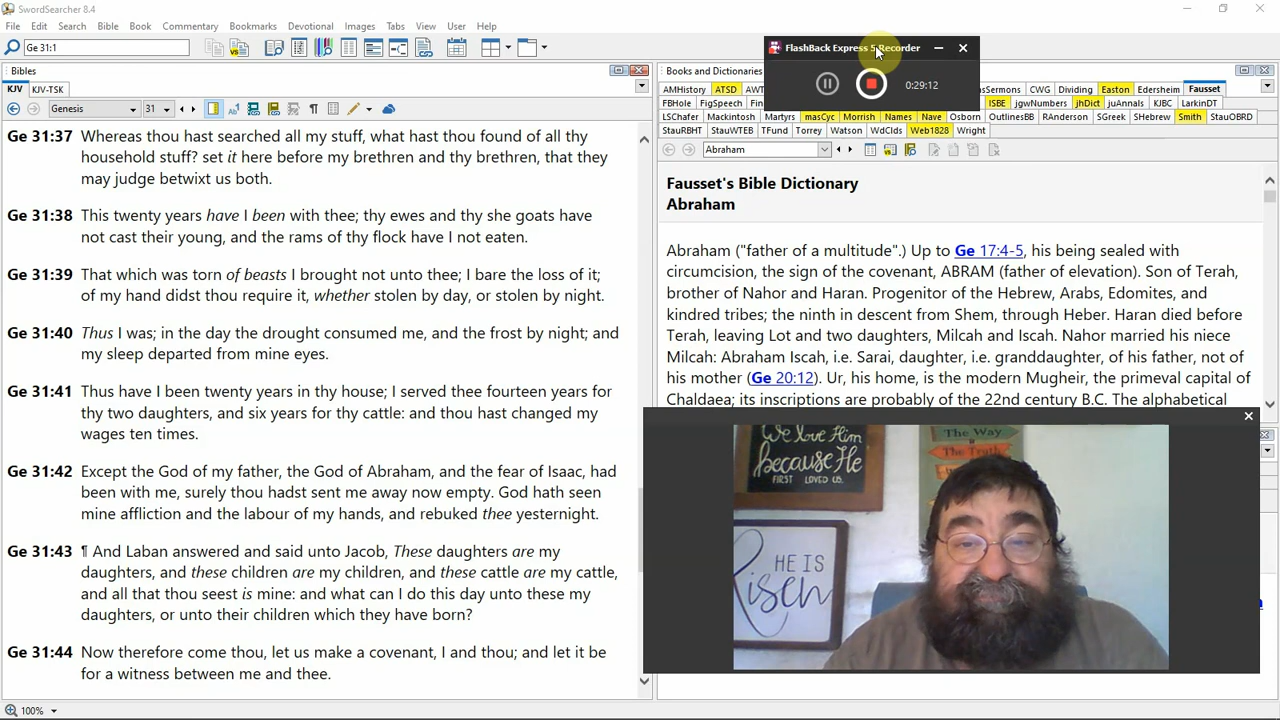 SwordSearcher 8.4
File Edit Search Bible Book Commentary Bookmarks Devotional Images Tabs View User Help
Ge 31:1
FlashBack Express 5 Recorder
0:29:12
Bibles
KJV KJV-TSK
Genesis 31
Ge 31:37 Whereas thou hast searched all my stuff, what hast thou found of all thy
household stuff? set it here before my brethren and thy brethren, that they
may judge betwixt us both.
Ge 31:38 This twenty years have I been with thee; thy ewes and thy she goats have
not cast their young, and the rams of thy flock have I not eaten.
Ge 31:39 That which was torn of beasts I brought not unto thee; I bare the loss of it;
of my hand didst thou require it, whether stolen by day, or stolen by night.
Ge 31:40 Thus I was; in the day the drought consumed me, and the frost by night; and
my sleep departed from mine eyes.
Ge 31:41 Thus have I been twenty years in thy house; I served thee fourteen years for
thy two daughters, and six years for thy cattle: and thou hast changed my
wages ten times.
Ge 31:42 Except the God of my father, the God of Abraham, and the fear of Isaac, had
been with me, surely thou hadst sent me away now empty. God hath seen
mine affliction and the labour of my hands, and rebuked thee yesternight.
Ge 31:43 ¶ And Laban answered and said unto Jacob, These daughters are my
daughters, and these children are my children, and these cattle are my cattle,
and all that thou seest is mine: and what can I do this day unto these my
daughters, or unto their children which they have born?
Ge 31:44 Now therefore come thou, let us make a covenant, I and thou; and let it be
for a witness between me and thee.
100%
Books and Dictionaries
AMHistory ATSD CWG Dividing Easton Edersheim Fausset
FBHole FigSpeech ISBE jgwNumbers jhDict juAnnals KJBC LarkinDT
LSChafer Mackintosh Martyrs masCyc Morrish Names Nave Osborn OutlinesBB RAnderson SGreek SHebrew Smith StauOBRD
StauRBHT StauWTEB TFund Torrey Watson WdClds Web1828 Wright
Abraham
Fausset's Bible Dictionary
Abraham
Abraham ("father of a multitude".) Up to Ge 17:4-5, his being sealed with
circumcision, the sign of the covenant, ABRAM (father of elevation). Son of Terah,
brother of Nahor and Haran. Progenitor of the Hebrew, Arabs, Edomites, and
kindred tribes; the ninth in descent from Shem, through Heber. Haran died before
Terah, leaving Lot and two daughters, Milcah and Iscah. Nahor married his niece
Milcah: Abraham Iscah, i.e. Sarai, daughter, i.e. granddaughter, of his father, not of
his mother (Ge 20:12). Ur, his home, is the modern Mugheir, the primeval capital of
Chaldaea; its inscriptions are probably of the 22nd century B.C. The alphabetical
We love Him
because He
FIRST LOVED US.
The Way
The Truth
HE IS
Risen